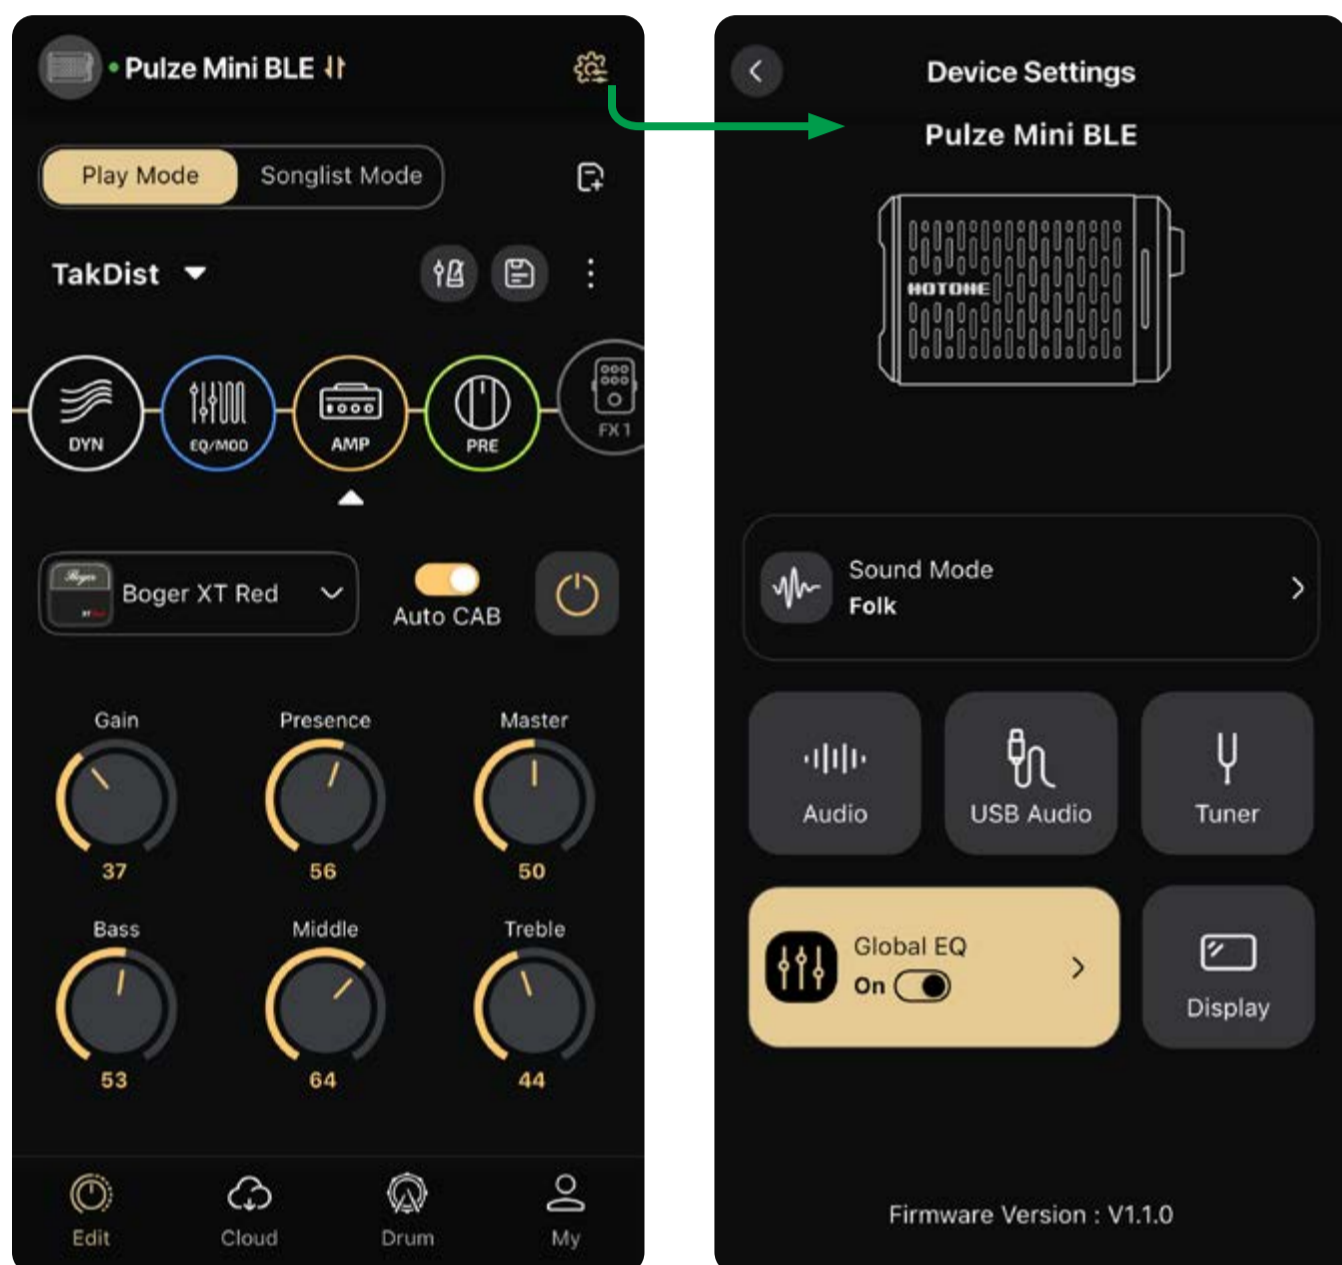 Pulze Mini BLE
Play Mode
Songlist Mode
TakDist
DYN
EQ/MOD
AMP
PRE
FX 1
Boger
Boger XT Red
Auto CAB
Gain
Presence
Master
37
56
50
Bass
Middle
Treble
53
64
44
Edit
Cloud
Drum
My
Device Settings
Pulze Mini BLE
HOTONE
Sound Mode
Folk
Audio
USB Audio
Tuner
Global EQ
On
Display
Firmware Version : V1.1.0